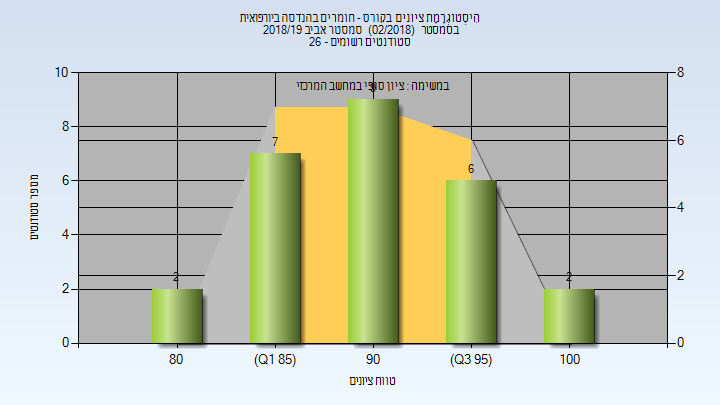 היסטוגרמת ציונים בקורס - חומרים בהנדסה ביורפואית
בסמסטר (02/2018) סמסטר אביב 2018/19
סטודנטים רשומים - 26
במשימה : ציון סופי במחשב המרכזי
מספר סטודנטים
10
8
6
4
2
0
8
6
4
2
0
2
7
9
6
2
80
(Q1 85)
90
(Q3 95)
100
טווח ציונים